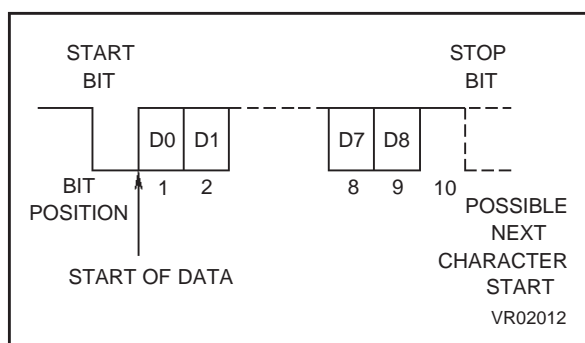 START BIT
STOP BIT
D0 D1 D7 D8
BIT POSITION
1 2 8 9 10
START OF DATA
POSSIBLE
NEXT
CHARACTER
START
VR02012